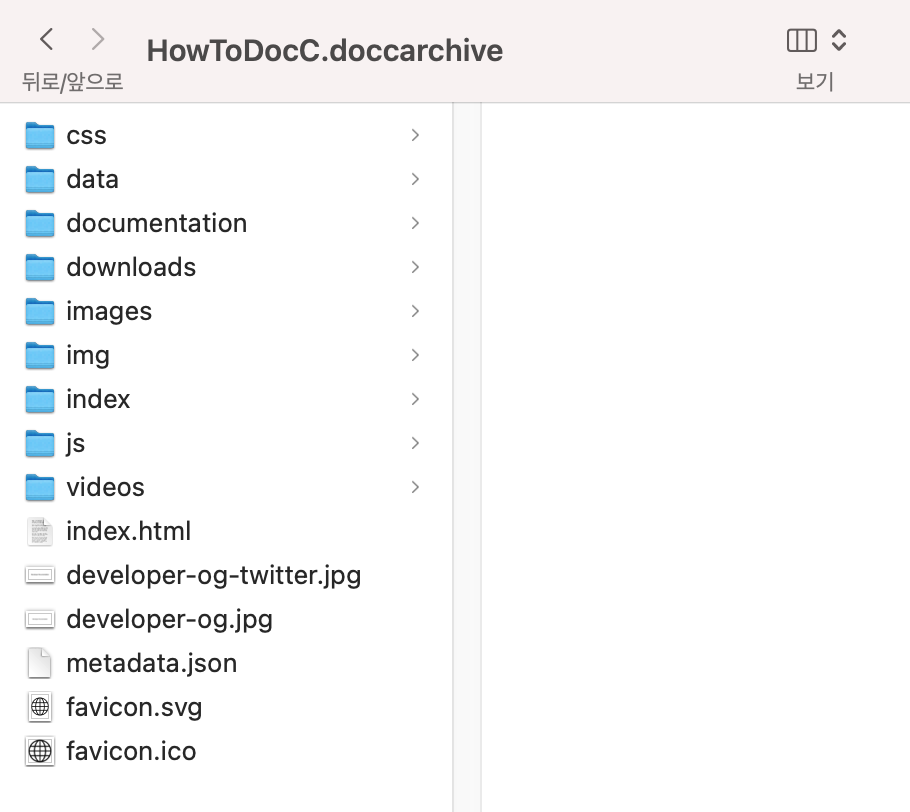 HowToDocC.doccarchive
뒤로/앞으로
보기
css
data
documentation
downloads
images
img
index
js
videos
index.html
developer-og-twitter.jpg
developer-og.jpg
metadata.json
favicon.svg
favicon.ico